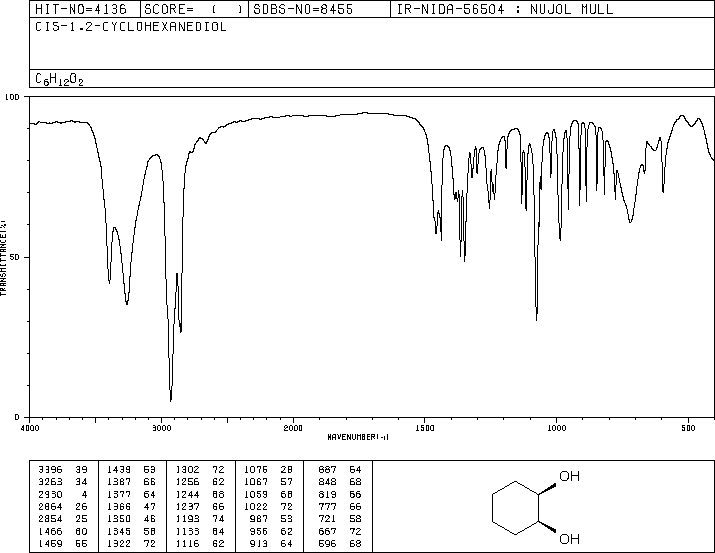 HIT-NO=4136 SCORE= ( ) SDBS-NO=8455 IR-NIDA-56504 : NUJOL MULL
CIS-1,2-CYCLOHEXANEDIOL
C6H12O2
100
50
0
TRANSMITTANCE(%)
4000 3000 2000 1500 1000 500
WAVENUMBER(-1)
3396 39 1439 53 1302 72 1076 28 887 64
3263 34 1387 66 1256 62 1067 57 848 68
2930 4 1377 64 1244 68 1059 68 819 66
2864 26 1366 47 1237 66 1022 72 777 66
2854 25 1350 46 1193 74 987 53 721 58
1466 60 1345 58 1133 64 956 62 667 72
1459 55 1322 72 1116 62 913 64 596 68
OH
OH